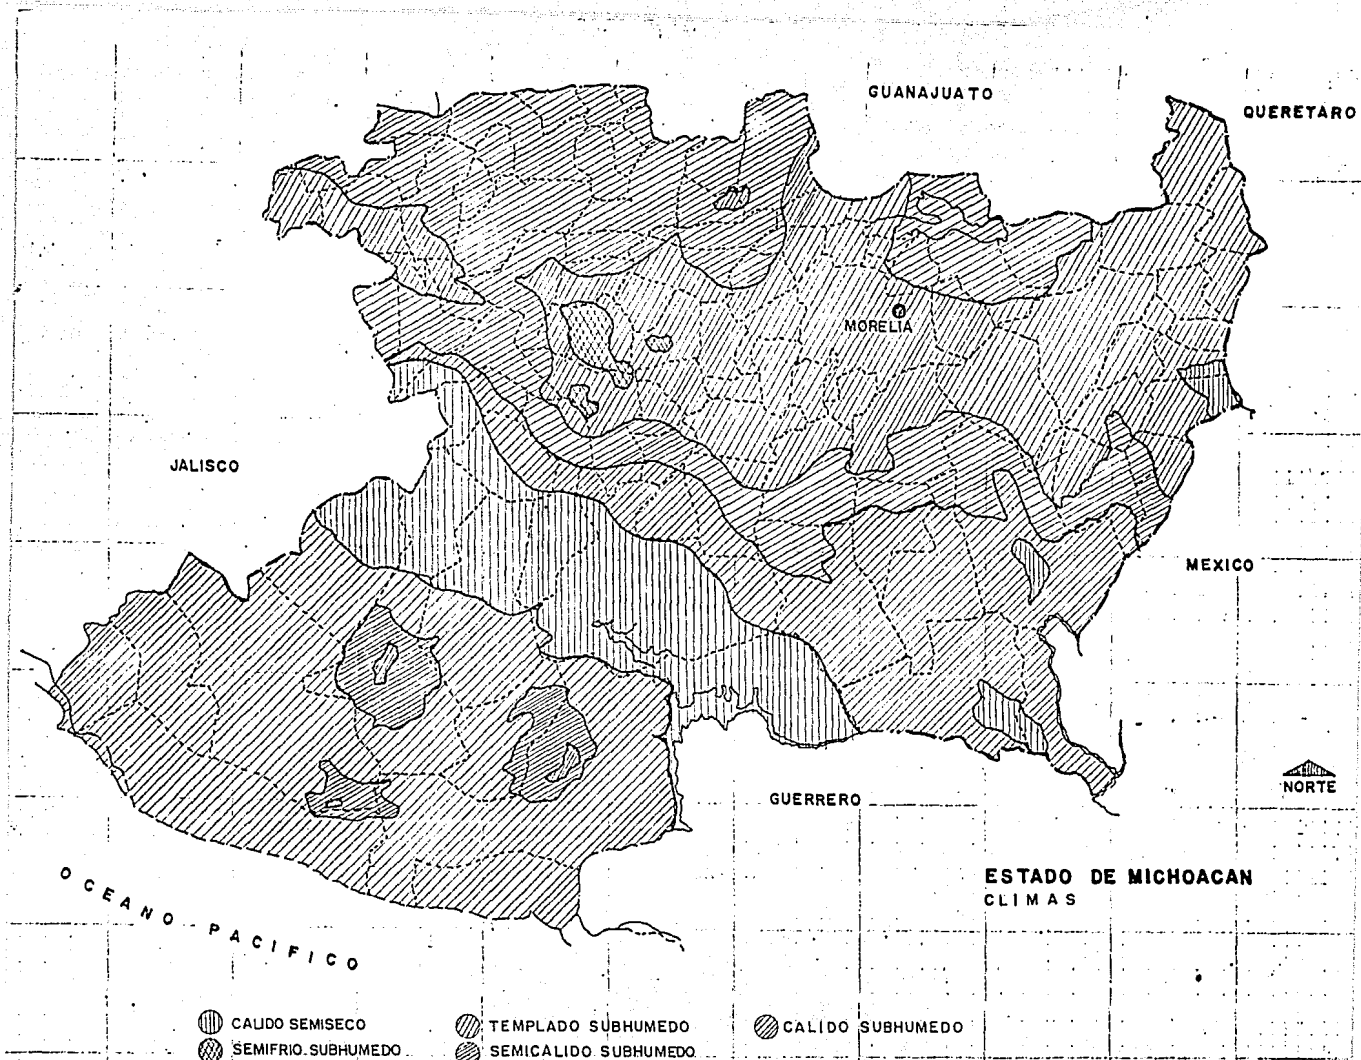 GUANAJUATO
QUERETARO
MORELIA
JALISCO
MEXICO
NORTE
GUERRERO
ESTADO DE MICHOACAN
CLIMAS
OCEANO PACIFICO
CALIDO SEMISECO
TEMPLADO SUBHUMEDO
CALIDO SUBHUMEDO
SEMIFRIO SUBHUMEDO
SEMICALIDO SUBHUMEDO